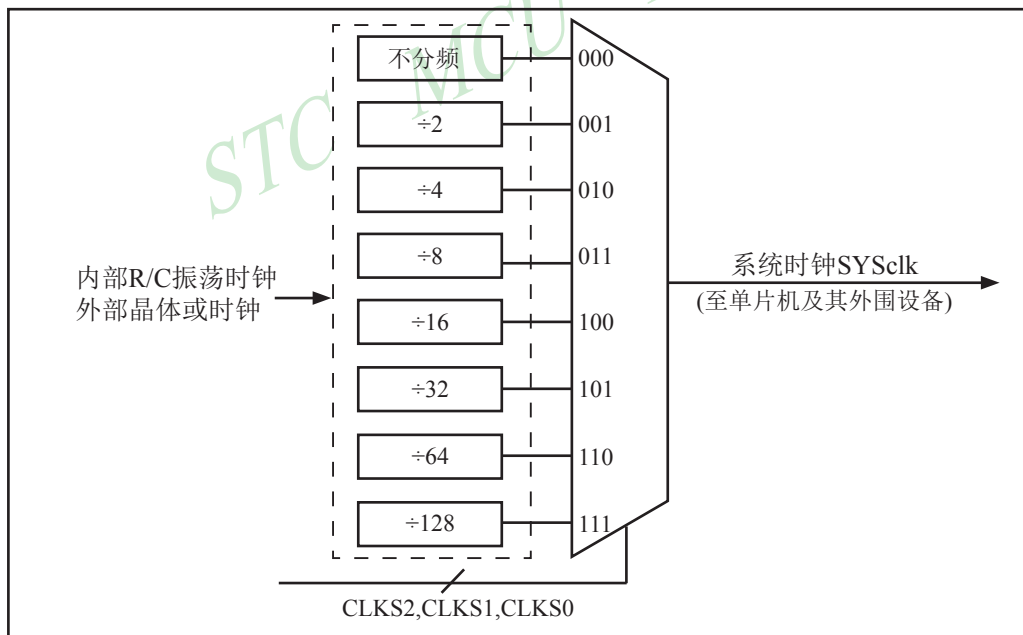 STC MCU
不分频
000
÷2
001
÷4
010
÷8
011
÷16
100
÷32
101
÷64
110
÷128
111
内部R/C振荡时钟
外部晶体或时钟
系统时钟SYSclk
(至单片机及其外围设备)
CLKS2,CLKS1,CLKS0